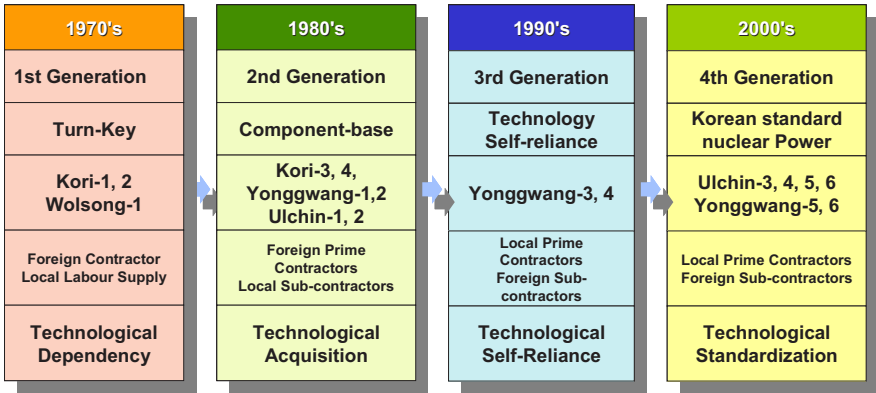 1970's
1st Generation
Turn-Key
Kori-1, 2
Wolsong-1
Foreign Contractor
Local Labour Supply
Technological
Dependency
1980's
2nd Generation
Component-base
Kori-3, 4,
Yonggwang-1,2
Ulchin-1, 2
Foreign Prime
Contractors
Local Sub-contractors
Technological
Acquisition
1990's
3rd Generation
Technology
Self-reliance
Yonggwang-3, 4
Local Prime
Contractors
Foreign Sub-
contractors
Technological
Self-Reliance
2000's
4th Generation
Korean standard
nuclear Power
Ulchin-3, 4, 5, 6
Yonggwang-5, 6
Local Prime Contractors
Foreign Sub-contractors
Technological
Standardization